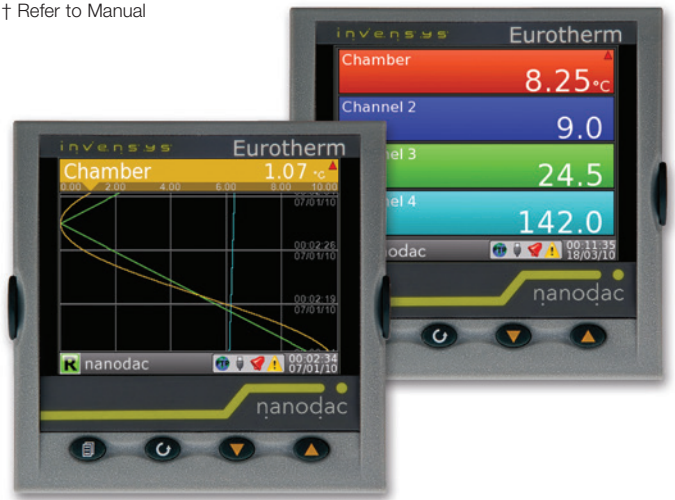 † Refer to Manual
invensys Eurotherm
Chamber
8.25°C
Channel 2
9.0
nel 3
24.5
nel 4
142.0
odac
00:11:35
18/03/10
nanodac
invensys Eurotherm
Chamber 1.07 °C
0.00 2.00 4.00 6.00 8.00 10.00
07/01/10
00:02:26
07/01/10
00:02:19
07/01/10
R nanodac
00:02:34
07/01/10
nanodac